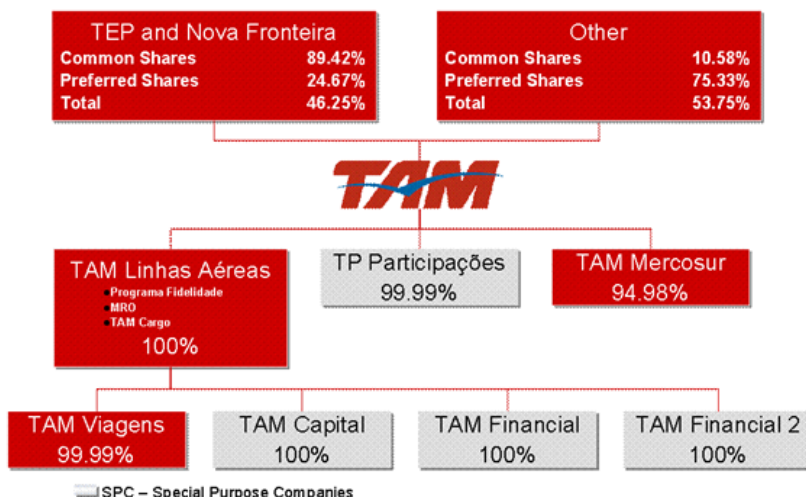 TEP and Nova Fronteira
Common Shares 89.42%
Preferred Shares 24.67%
Total 46.25%
Other
Common Shares 10.58%
Preferred Shares 75.33%
Total 53.75%
TAM
TAM Linhas Aéreas
•Programa Fidelidade
•MRO
•TAM Cargo
100%
TP Participações
99.99%
TAM Mercosur
94.98%
TAM Viagens
99.99%
TAM Capital
100%
TAM Financial
100%
TAM Financial 2
100%
SPC – Special Purpose Companies